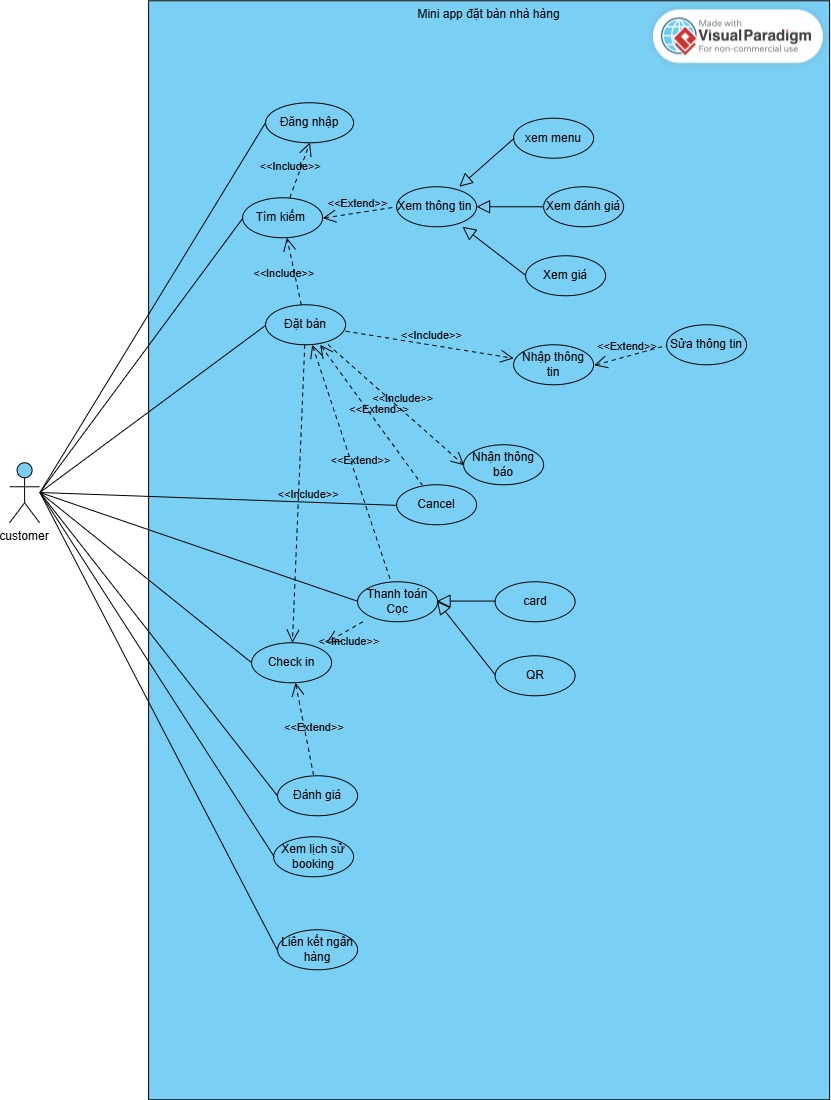 Mini app đặt bàn nhà hàng
Made with
VisualParadigm
For non-commercial use
Đăng nhập
<<Include>>
xem menu
Tìm kiếm
<<Extend>>
Xem thông tin
Xem đánh giá
<<Include>>
Xem giá
Đặt bàn
<<Include>>
Nhập thông
tin
<<Extend>>
Sửa thông tin
<<Include>>
<<Extend>>
<<Extend>>
Nhận thông
báo
<<Include>>
Cancel
customer
Thanh toán
Cọc
card
<<Include>>
Check in
QR
<<Extend>>
Đánh giá
Xem lịch sử
booking
Liên kết ngân
hàng